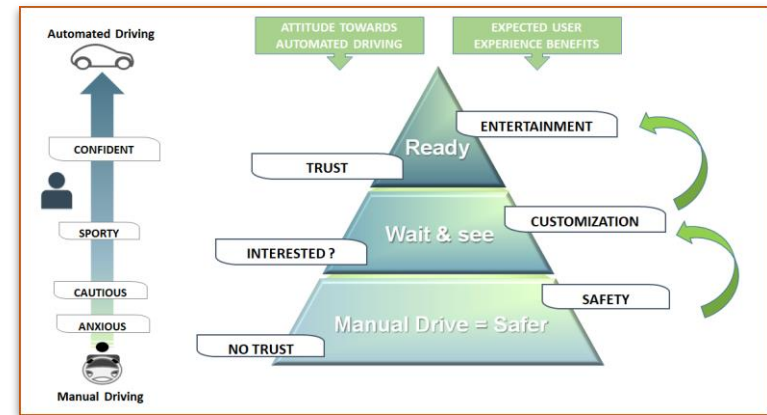 Automated Driving
CONFIDENT
SPORTY
CAUTIOUS
ANXIOUS
Manual Driving
ATTITUDE TOWARDS
AUTOMATED DRIVING
EXPECTED USER
EXPERIENCE BENEFITS
Ready
ENTERTAINMENT
TRUST
Wait & see
CUSTOMIZATION
INTERESTED ?
SAFETY
Manual Drive = Safer
NO TRUST